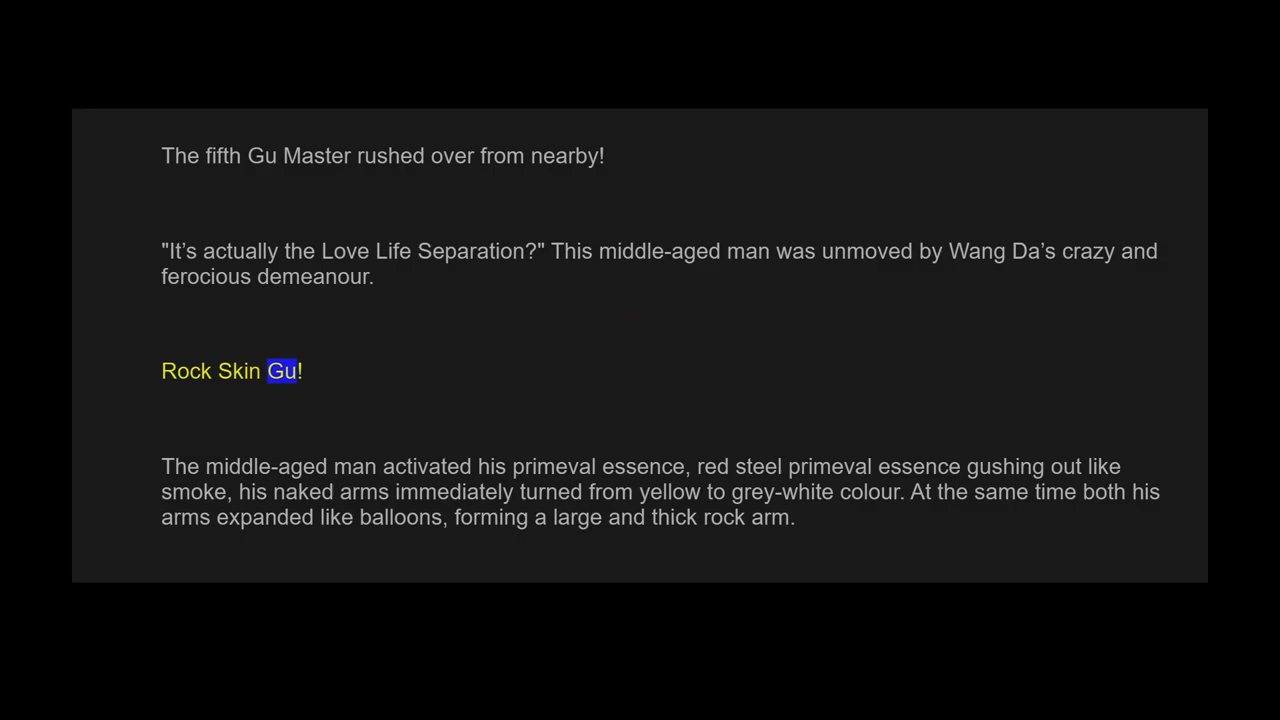 The fifth Gu Master rushed over from nearby!
"It’s actually the Love Life Separation?" This middle-aged man was unmoved by Wang Da’s crazy and
ferocious demeanour.
Rock Skin Gu!
The middle-aged man activated his primeval essence, red steel primeval essence gushing out like
smoke, his naked arms immediately turned from yellow to grey-white colour. At the same time both his
arms expanded like balloons, forming a large and thick rock arm.